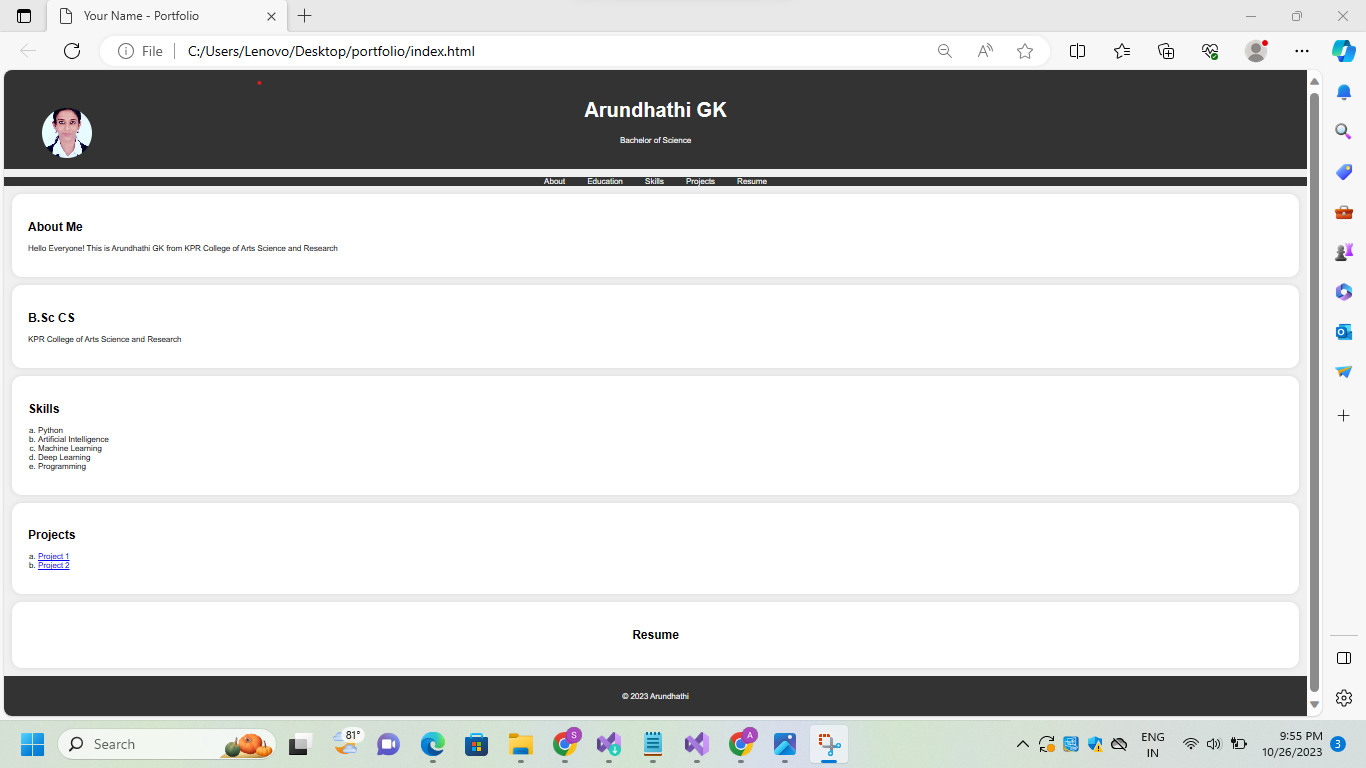 Your Name - Portfolio
File
C:/Users/Lenovo/Desktop/portfolio/index.html
Arundhathi GK
Bachelor of Science
About Education Skills Projects Resume
About Me
Hello Everyone! This is Arundhathi GK from KPR College of Arts Science and Research
B.Sc CS
KPR College of Arts Science and Research
Skills
a. Python
b. Artificial Intelligence
c. Machine Learning
d. Deep Learning
e. Programming
Projects
a. Project 1
b. Project 2
Resume
© 2023 Arundhathi
Search
81°
S
A
ENG
IN
9:55 PM
10/26/2023
3